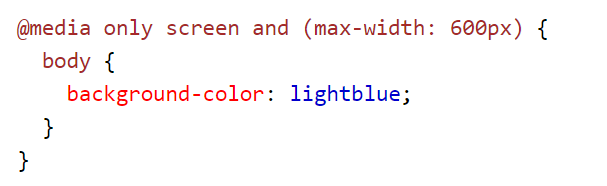 @media only screen and (max-width: 600px) {
  body {
    background-color: lightblue;
  }
}